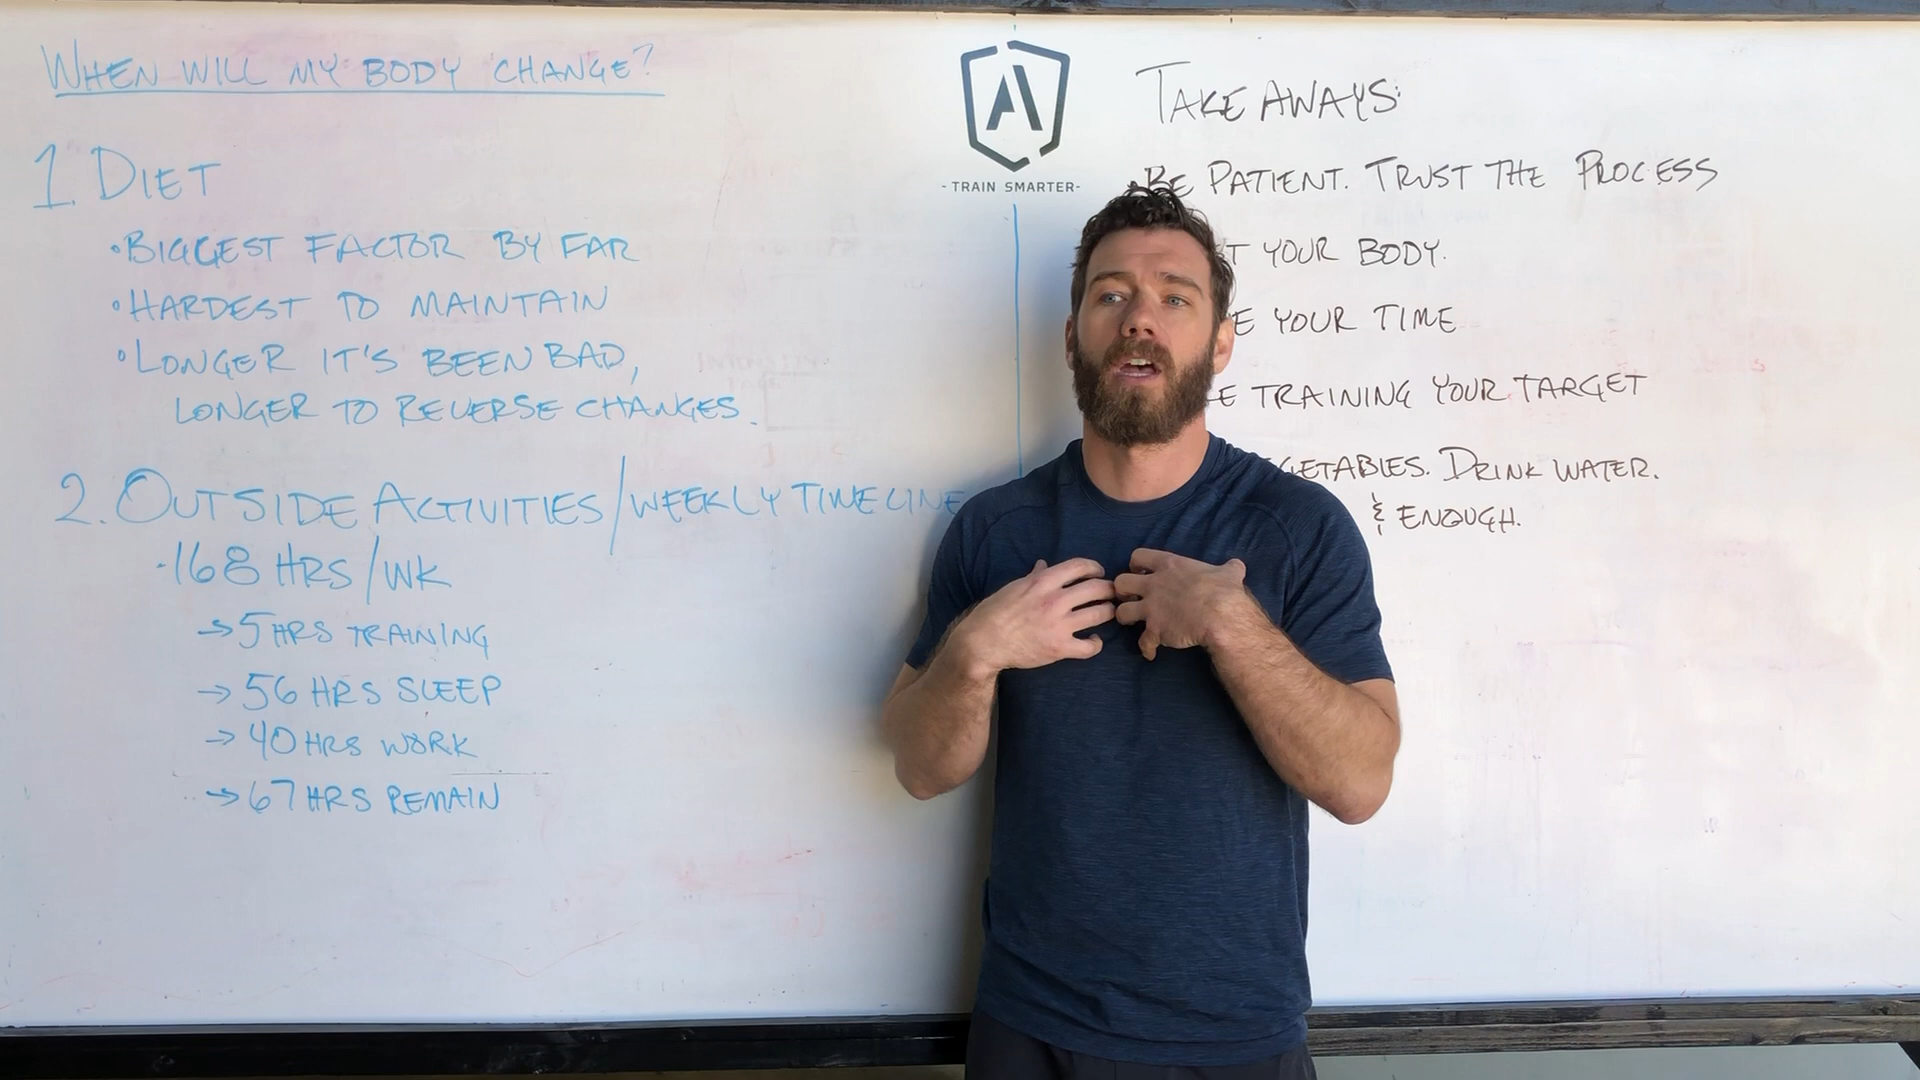 WHEN WILL MY BODY CHANGE?
1. DIET
•BIGGEST FACTOR BY FAR
•HARDEST TO MAINTAIN
•LONGER IT'S BEEN BAD,
LONGER TO REVERSE CHANGES.
2. OUTSIDE ACTIVITIES/WEEKLY TIMELINE
•168 HRS/WK
→5 HRS TRAINING
→56 HRS SLEEP
→40 HRS WORK
→67 HRS REMAIN
A
- TRAIN SMARTER -
TAKE AWAYS:
•BE PATIENT. TRUST THE PROCESS
YOUR BODY.
YOUR TIME
TRAINING YOUR TARGET
DRINK WATER.
& ENOUGH.